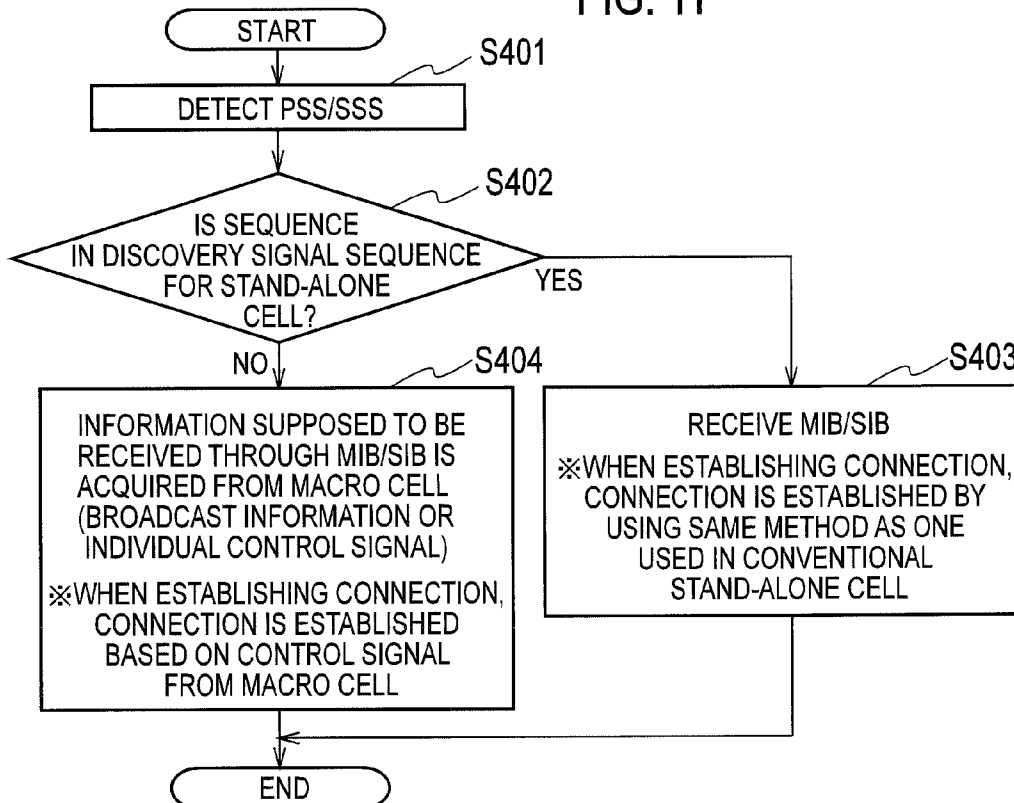 FIG. 11
START
S401
DETECT PSS/SSS
S402
IS SEQUENCE
IN DISCOVERY SIGNAL SEQUENCE
FOR STAND-ALONE
CELL?
YES
NO
S404
INFORMATION SUPPOSED TO BE
RECEIVED THROUGH MIB/SIB IS
ACQUIRED FROM MACRO CELL
(BROADCAST INFORMATION OR
INDIVIDUAL CONTROL SIGNAL)
※WHEN ESTABLISHING CONNECTION,
CONNECTION IS ESTABLISHED
BASED ON CONTROL SIGNAL
FROM MACRO CELL
S403
RECEIVE MIB/SIB
※WHEN ESTABLISHING CONNECTION,
CONNECTION IS ESTABLISHED BY
USING SAME METHOD AS ONE
USED IN CONVENTIONAL
STAND-ALONE CELL
END